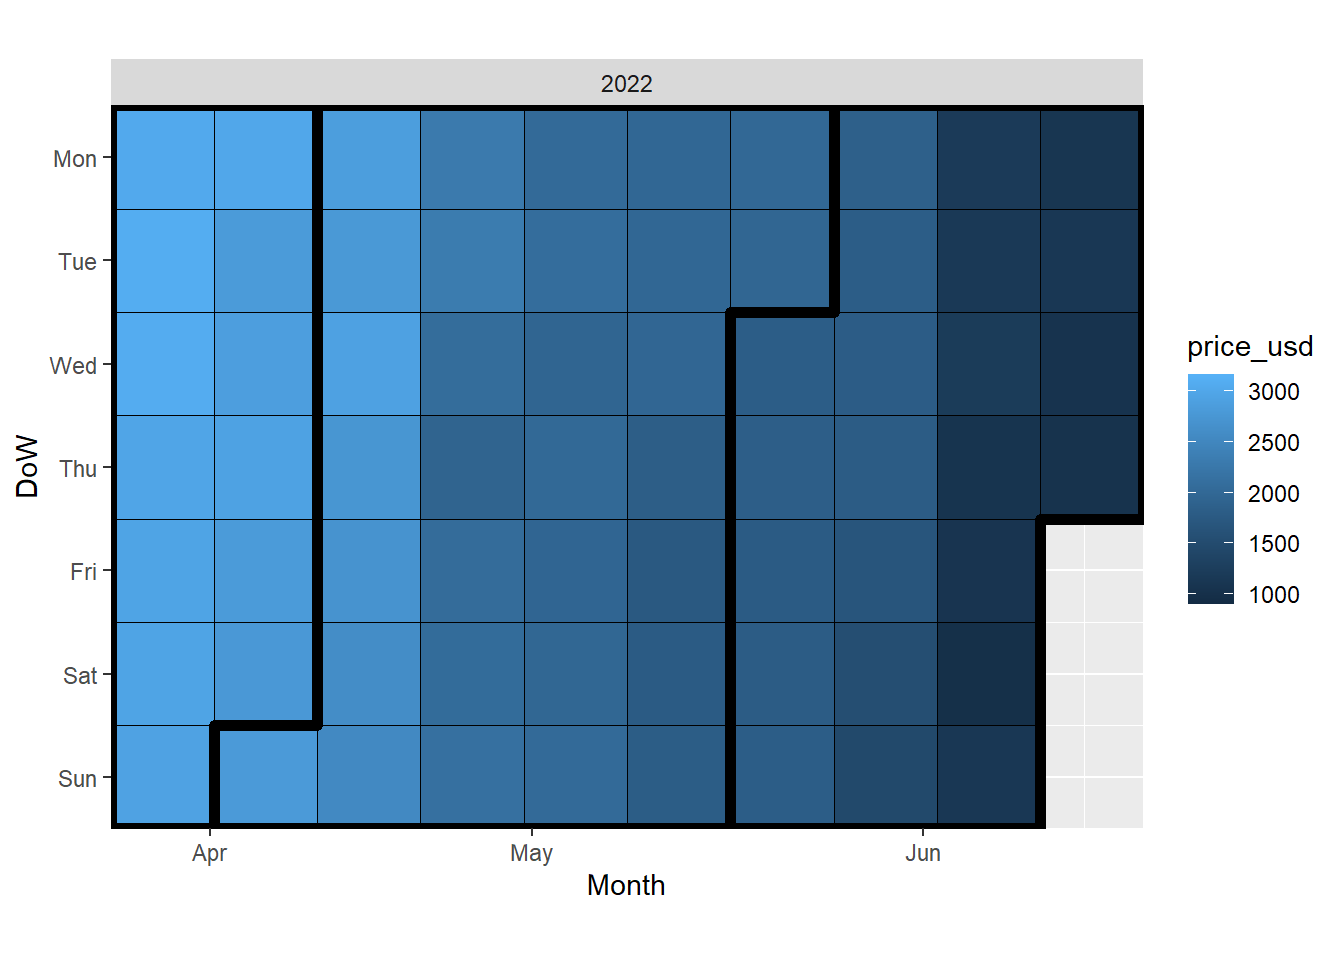 2022
Mon
Tue
Wed
Thu
Fri
Sat
Sun
DoW
Apr May Jun
Month
price_usd
3000
2500
2000
1500
1000